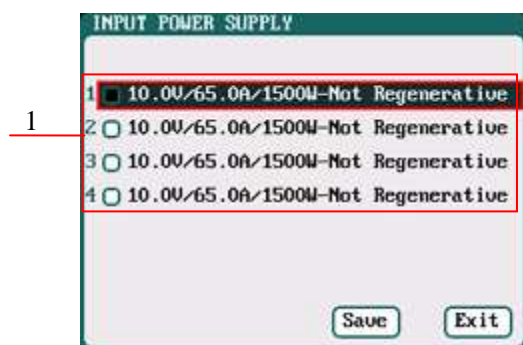 INPUT POWER SUPPLY
1 10.0V/65.0A/1500W-Not Regenerative
2 10.0V/65.0A/1500W-Not Regenerative
3 10.0V/65.0A/1500W-Not Regenerative
4 10.0V/65.0A/1500W-Not Regenerative
1
Save Exit